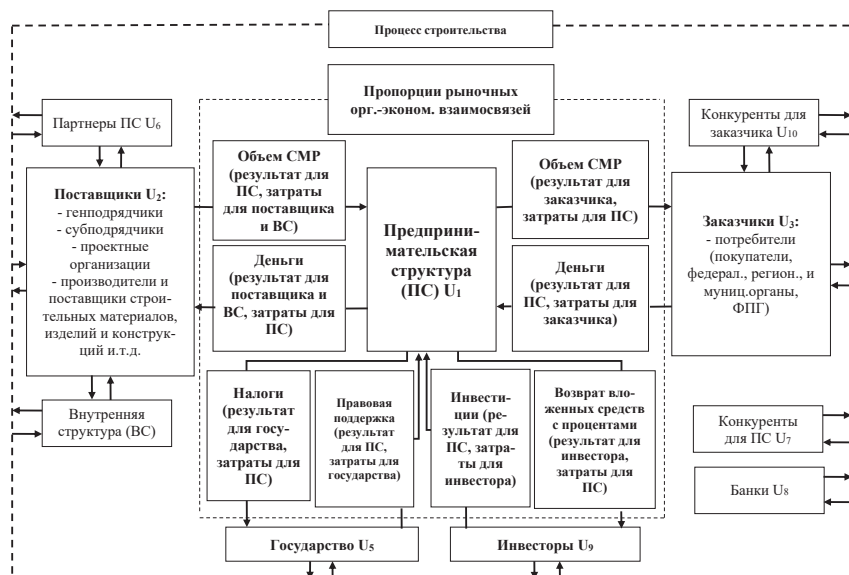 Процесс строительства
Пропорции рыночных
орг.-эконом. взаимосвязей
Партнеры ПС U6
Конкуренты для
заказчика U10
Поставщики U2:
- генподрядчики
- субподрядчики
- проектные
организации
- производители и
поставщики строи-
тельных материалов,
изделий и конструк-
ций и.т.д.
Объем СМР
(результат для
ПС, затраты
для поставщика
и ВС)
Деньги
(результат для
поставщика и
ВС, затраты для
ПС)
Предприни-
мательская
структура
(ПС) U1
Объем СМР
(результат для
заказчика,
затраты для ПС)
Деньги
(результат для
ПС, затраты для
заказчика)
Заказчики U3:
- потребители
(покупатели,
федерал., регион., и
муниц.органы,
ФПГ)
Внутренняя
структура (ВС)
Налоги
(результат
для госу-
дарства,
затраты для
ПС)
Правовая
поддержка
(результат
для ПС,
затраты для
государства)
Инвести-
ции (ре-
зультат для
ПС, затра-
ты для
инвестора)
Возврат вло-
женных средств
с процентами
(результат для
инвестора,
затраты для
ПС)
Конкуренты
для ПС U7
Банки U8
Государство U5
Инвесторы U9